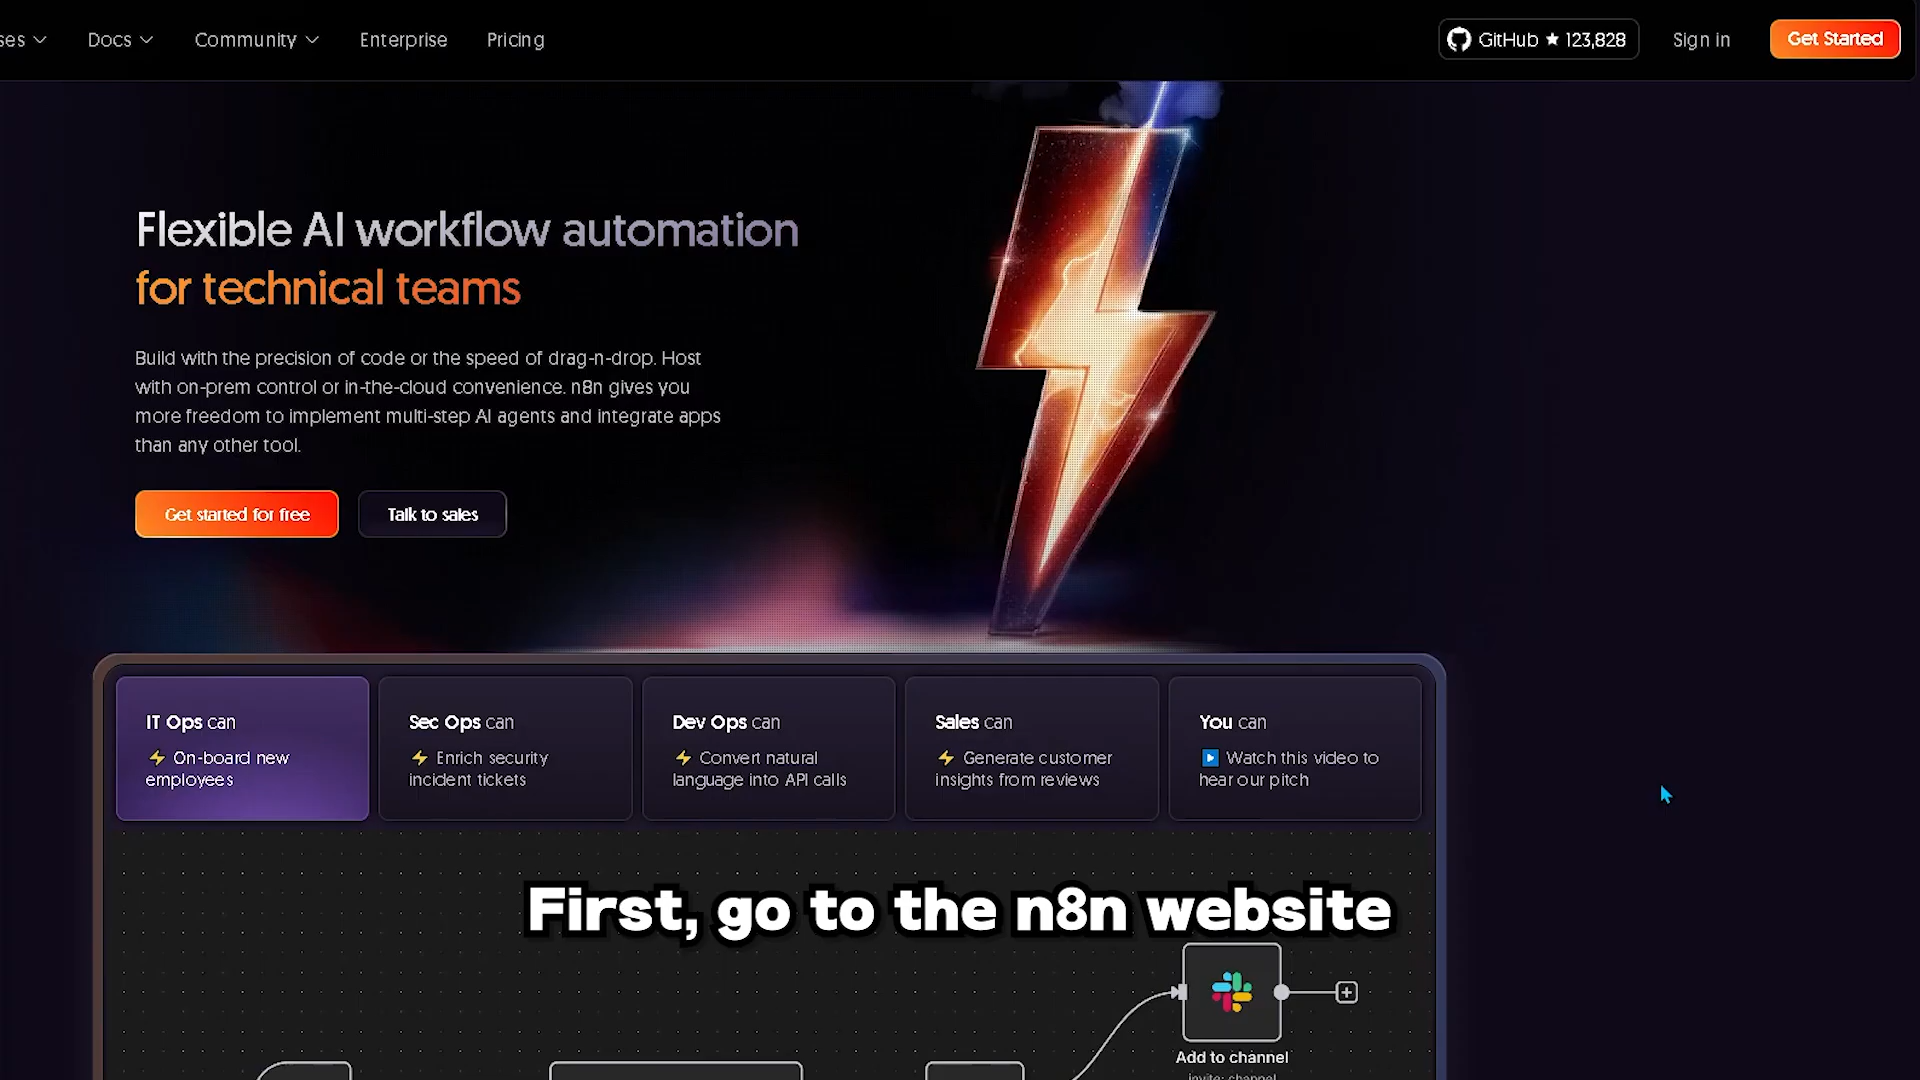 Docs
Community
Enterprise
Pricing
GitHub ★ 123,828
Sign in
Get Started
Flexible AI workflow automation
for technical teams
Build with the precision of code or the speed of drag-n-drop. Host
with on-prem control or in-the-cloud convenience. n8n gives you
more freedom to implement multi-step AI agents and integrate apps
than any other tool.
Get started for free
Talk to sales
IT Ops can
⚡ On-board new
employees
Sec Ops can
⚡ Enrich security
incident tickets
Dev Ops can
⚡ Convert natural
language into API calls
Sales can
⚡ Generate customer
insights from reviews
You can
▶ Watch this video to
hear our pitch
First, go to the n8n website
Add to channel
invite: channel